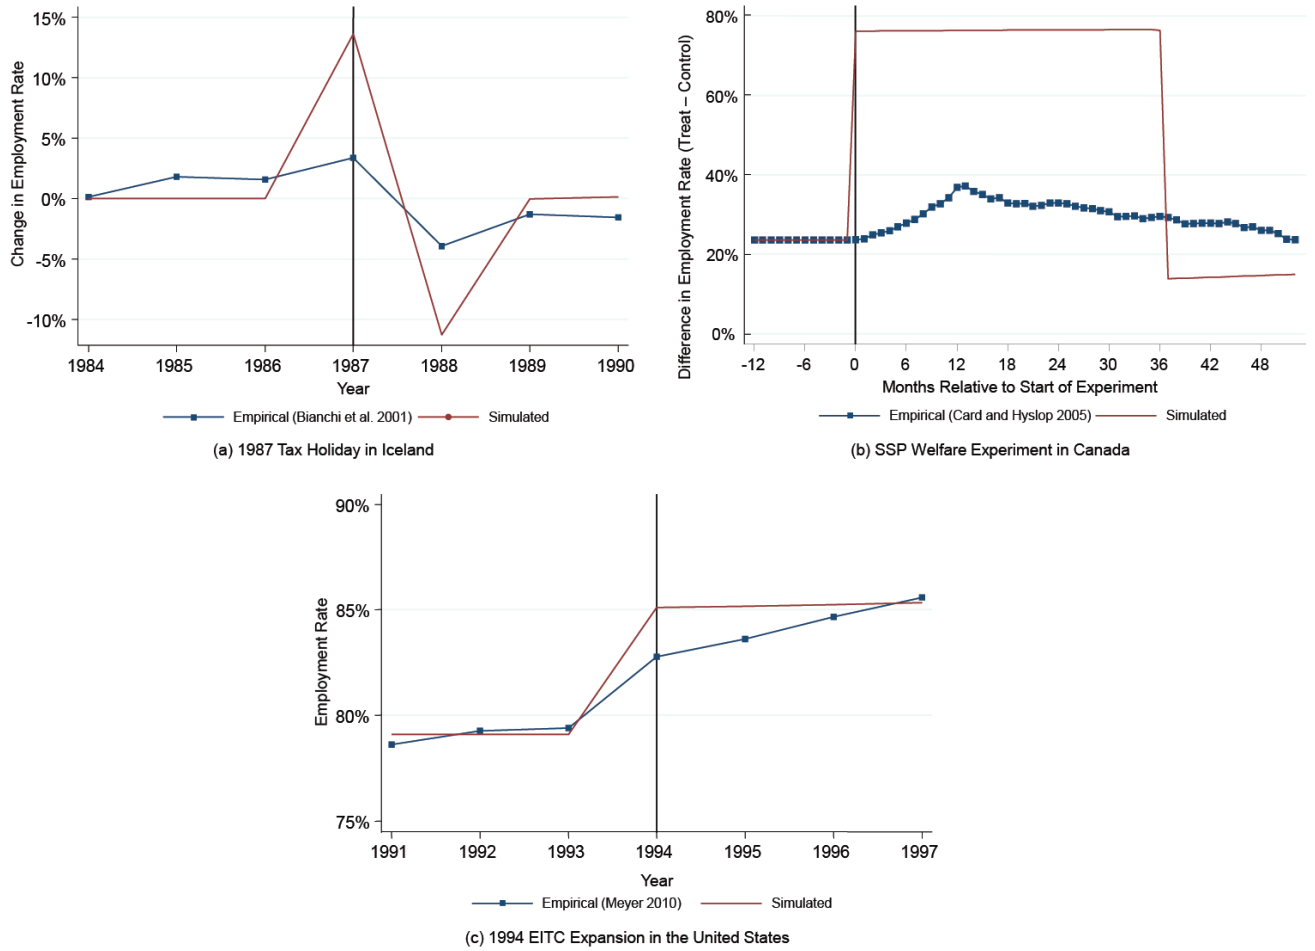 15%
10%
5%
0%
-5%
-10%
Change in Employment Rate
1984 1985 1986 1987 1988 1989 1990
Year
Empirical (Bianchi et al. 2001) Simulated
(a) 1987 Tax Holiday in Iceland
80%
60%
40%
20%
0%
Difference in Employment Rate (Treat – Control)
-12 -6 0 6 12 18 24 30 36 42 48
Months Relative to Start of Experiment
Empirical (Card and Hyslop 2005) Simulated
(b) SSP Welfare Experiment in Canada
90%
85%
80%
75%
Employment Rate
1991 1992 1993 1994 1995 1996 1997
Year
Empirical (Meyer 2010) Simulated
(c) 1994 EITC Expansion in the United States